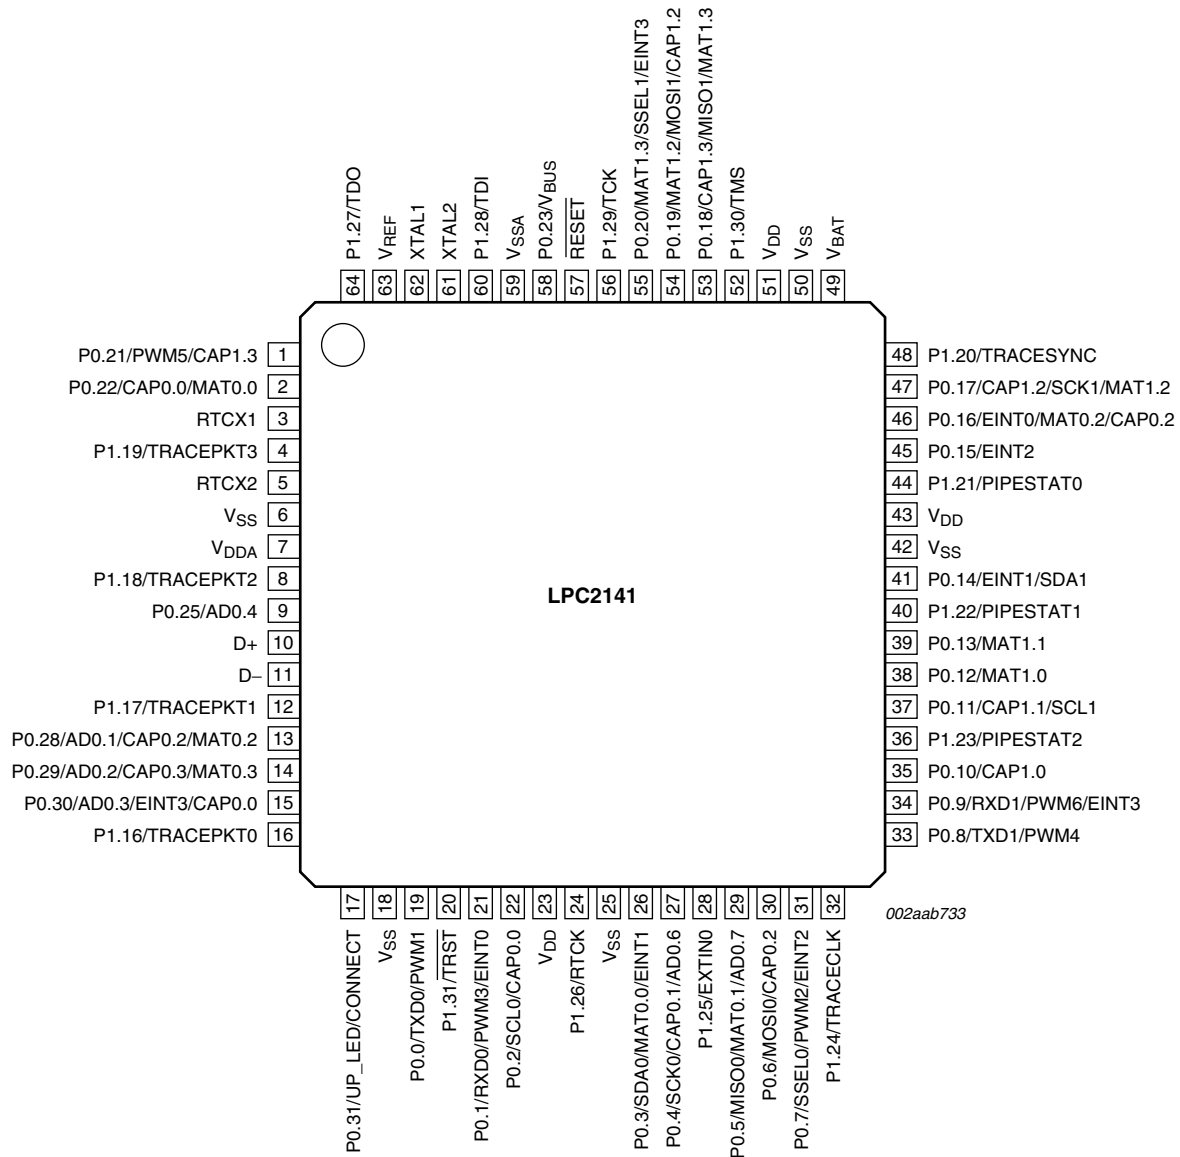 64 P1.27/TDO
63 VREF
62 XTAL1
61 XTAL2
60 P1.28/TDI
59 VSSA
58 P0.23/VBUS
57 RESET
56 P1.29/TCK
55 P0.20/MAT1.3/SSEL1/EINT3
54 P0.19/MAT1.2/MOSI1/CAP1.2
53 P0.18/CAP1.3/MISO1/MAT1.3
52 P1.30/TMS
51 VDD
50 VSS
49 VBAT
P0.21/PWM5/CAP1.3 1
P0.22/CAP0.0/MAT0.0 2
RTCX1 3
P1.19/TRACEPKT3 4
RTCX2 5
VSS 6
VDDA 7
P1.18/TRACEPKT2 8
P0.25/AD0.4 9
D+ 10
D− 11
P1.17/TRACEPKT1 12
P0.28/AD0.1/CAP0.2/MAT0.2 13
P0.29/AD0.2/CAP0.3/MAT0.3 14
P0.30/AD0.3/EINT3/CAP0.0 15
P1.16/TRACEPKT0 16
LPC2141
48 P1.20/TRACESYNC
47 P0.17/CAP1.2/SCK1/MAT1.2
46 P0.16/EINT0/MAT0.2/CAP0.2
45 P0.15/EINT2
44 P1.21/PIPESTAT0
43 VDD
42 VSS
41 P0.14/EINT1/SDA1
40 P1.22/PIPESTAT1
39 P0.13/MAT1.1
38 P0.12/MAT1.0
37 P0.11/CAP1.1/SCL1
36 P1.23/PIPESTAT2
35 P0.10/CAP1.0
34 P0.9/RXD1/PWM6/EINT3
33 P0.8/TXD1/PWM4
P0.31/UP_LED/CONNECT 17
VSS 18
P0.0/TXD0/PWM1 19
P1.31/TRST 20
P0.1/RXD0/PWM3/EINT0 21
P0.2/SCL0/CAP0.0 22
VDD 23
P1.26/RTCK 24
VSS 25
P0.3/SDA0/MAT0.0/EINT1 26
P0.4/SCK0/CAP0.1/AD0.6 27
P1.25/EXTIN0 28
P0.5/MISO0/MAT0.1/AD0.7 29
P0.6/MOSI0/CAP0.2 30
P0.7/SSEL0/PWM2/EINT2 31
P1.24/TRACECLK 32
002aab733